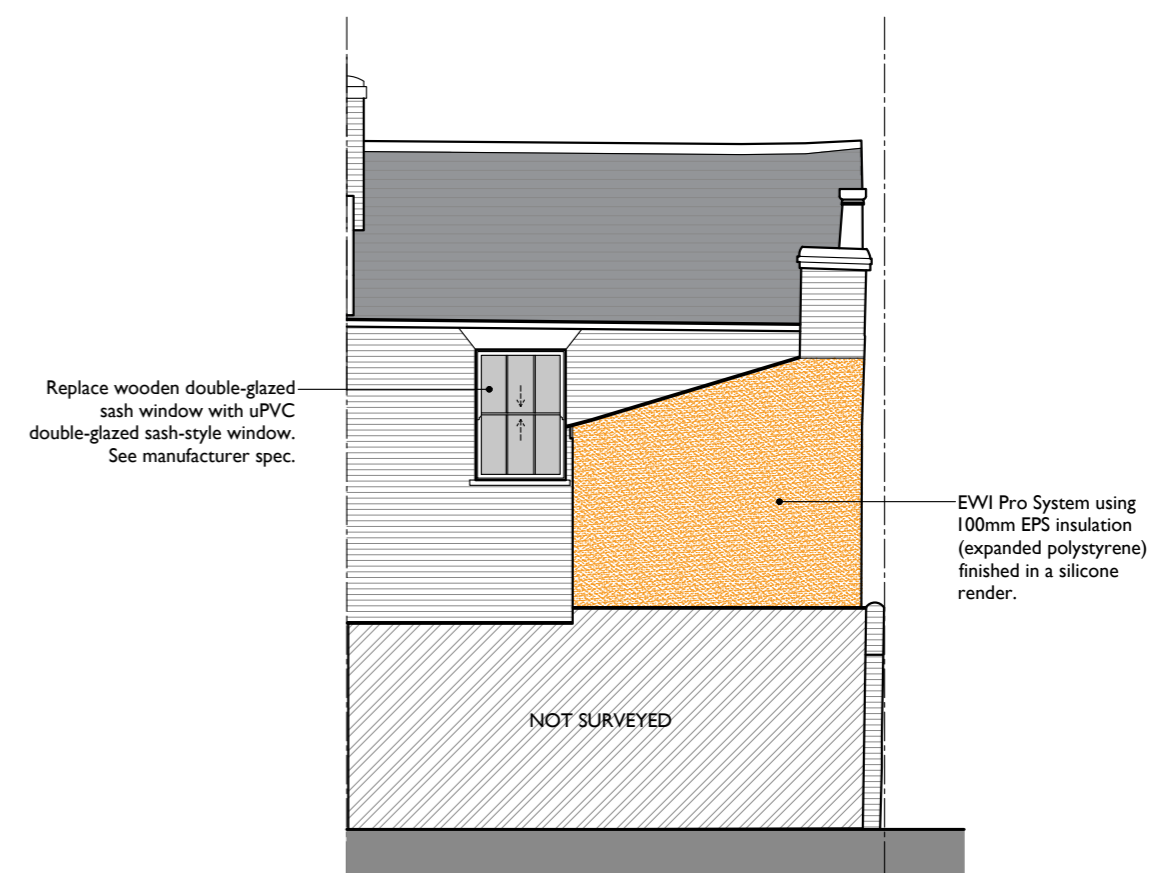 Replace wooden double-glazed
sash window with uPVC
double-glazed sash-style window.
See manufacturer spec.
EWI Pro System using
100mm EPS insulation
(expanded polystyrene)
finished in a silicone
render.
NOT SURVEYED